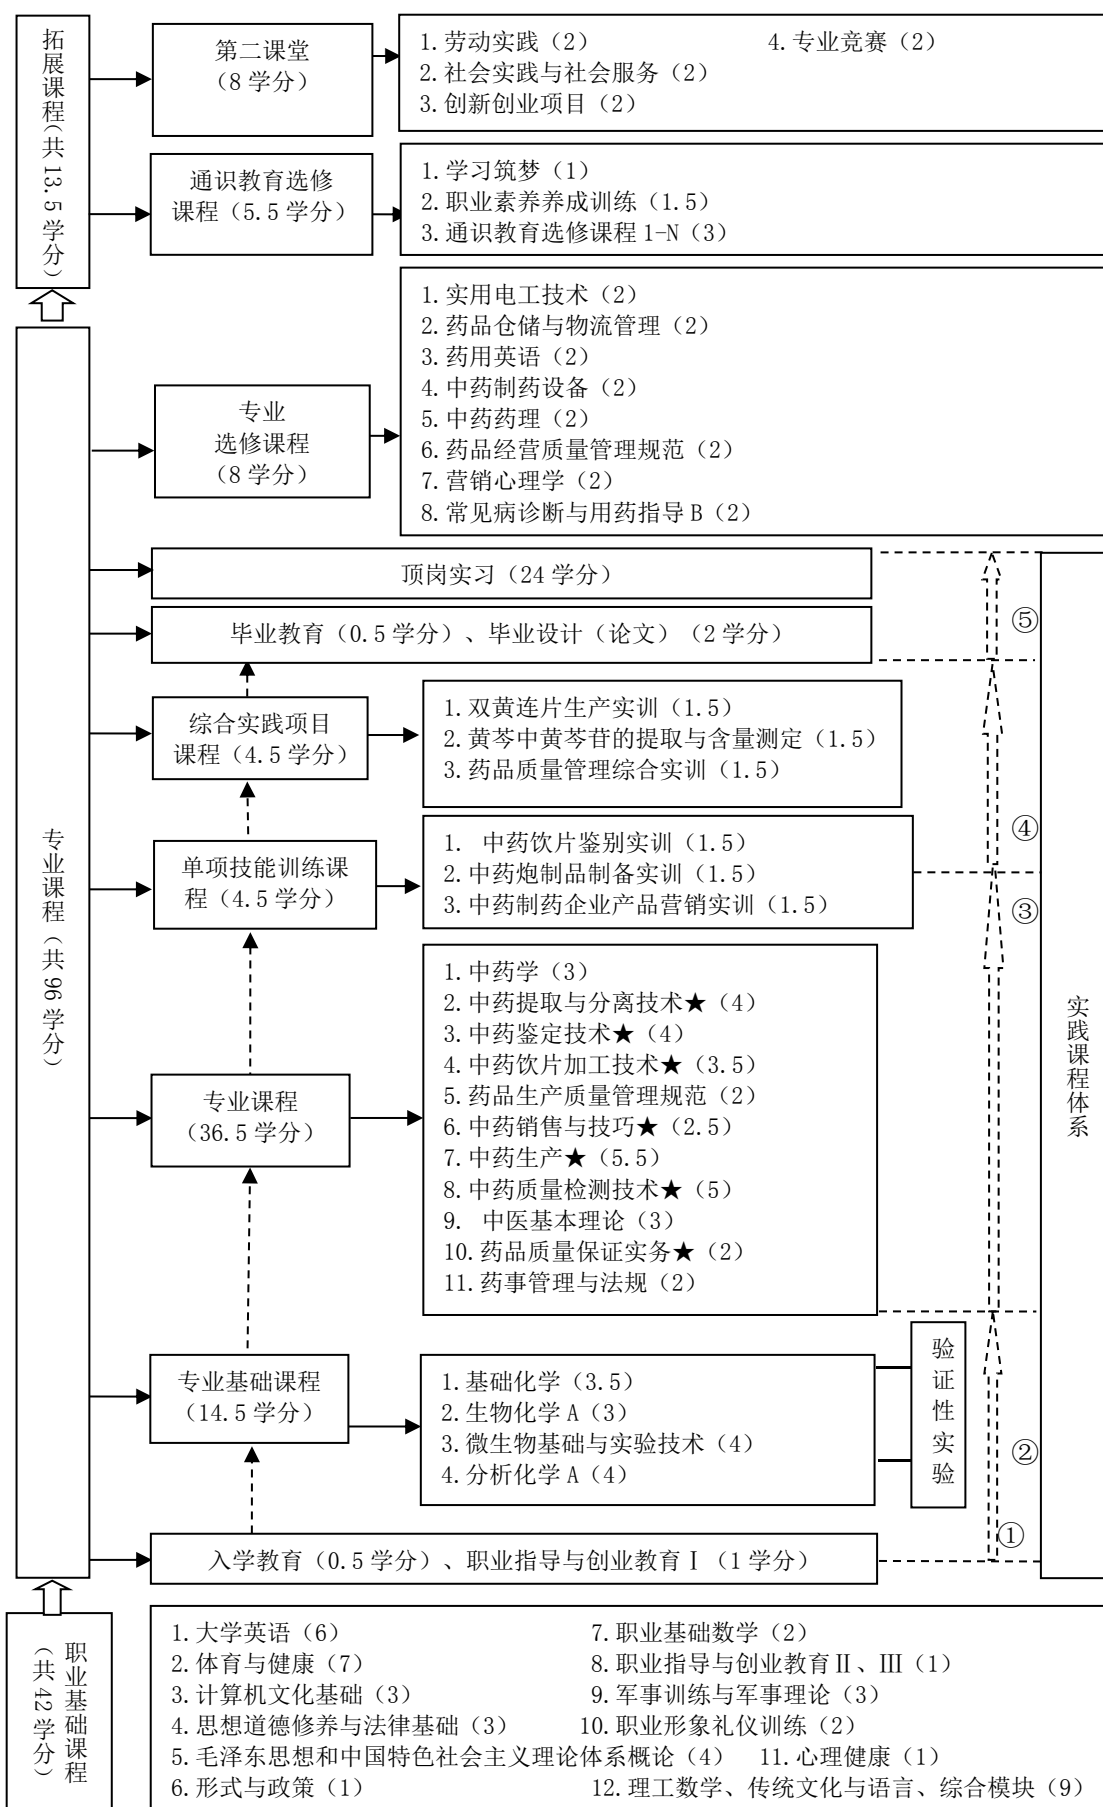 拓展课程（共 13.5 学分）
第二课堂
（8 学分）
1.劳动实践（2）
4.专业竞赛（2）
2.社会实践与社会服务（2）
3.创新创业项目（2）
通识教育选修
课程（5.5 学分）
1.学习筑梦（1）
2.职业素养养成训练（1.5）
3.通识教育选修课程 1-N（3）
专业课程（共 96 学分）
专业
选修课程
（8 学分）
1.实用电工技术（2）
2.药品仓储与物流管理（2）
3.药用英语（2）
4.中药制药设备（2）
5.中药药理（2）
6.药品经营质量管理规范（2）
7.营销心理学（2）
8.常见病诊断与用药指导 B（2）
顶岗实习（24 学分）
毕业教育（0.5 学分）、毕业设计（论文）（2 学分）
⑤
综合实践项目
课程（4.5 学分）
1.双黄连片生产实训（1.5）
2.黄芩中黄芩苷的提取与含量测定（1.5）
3.药品质量管理综合实训（1.5）
④
单项技能训练课
程（4.5 学分）
1. 中药饮片鉴别实训（1.5）
2.中药炮制品制备实训（1.5）
3.中药制药企业产品营销实训（1.5）
③
专业课程
（36.5 学分）
1.中药学（3）
2.中药提取与分离技术★（4）
3.中药鉴定技术★（4）
4.中药饮片加工技术★（3.5）
5.药品生产质量管理规范（2）
6.中药销售与技巧★（2.5）
7.中药生产★（5.5）
8.中药质量检测技术★（5）
9. 中医基本理论（3）
10.药品质量保证实务★（2）
11.药事管理与法规（2）
实践课程体系
专业基础课程
（14.5 学分）
1.基础化学（3.5）
2.生物化学 A（3）
3.微生物基础与实验技术（4）
4.分析化学 A（4）
验证性实验
②
①
入学教育（0.5 学分）、职业指导与创业教育Ⅰ（1 学分）
职业基础课程
（共 42 学分）
1.大学英语（6）
7.职业基础数学（2）
2.体育与健康（7）
8.职业指导与创业教育Ⅱ、Ⅲ（1）
3.计算机文化基础（3）
9.军事训练与军事理论（3）
4.思想道德修养与法律基础（3）
10.职业形象礼仪训练（2）
5.毛泽东思想和中国特色社会主义理论体系概论（4）
11.心理健康（1）
6.形式与政策（1）
12.理工数学、传统文化与语言、综合模块（9）